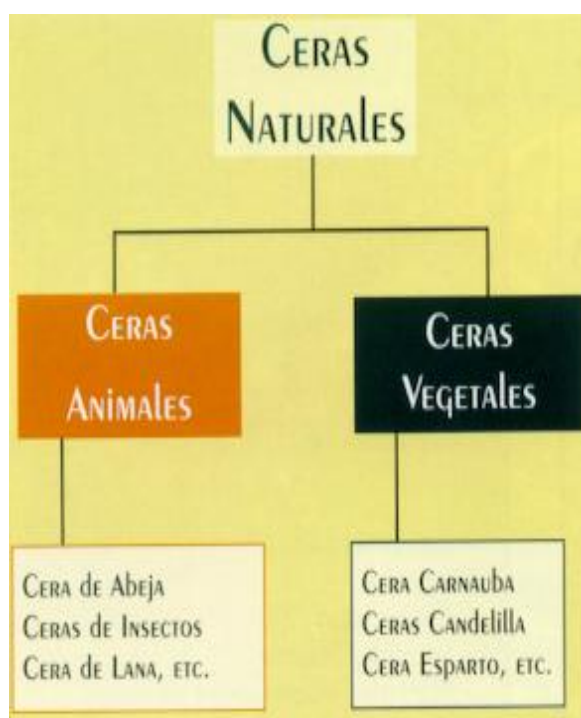 Ceras
Naturales
Ceras
Animales
Ceras
Vegetales
Cera de Abeja
Ceras de Insectos
Cera de Lana, etc.
Cera Carnauba
Ceras Candelilla
Cera Esparto, etc.